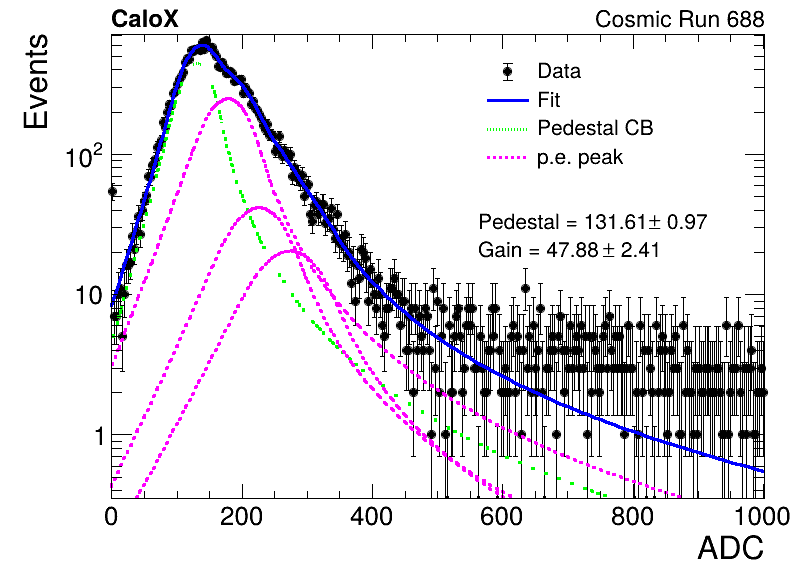 CaloX Cosmic Run 688
Events
Data
Fit
Pedestal CB
p.e. peak
Pedestal = 131.61± 0.97
Gain = 47.88 ± 2.41
10²
10
1
0 200 400 600 800 1000
ADC